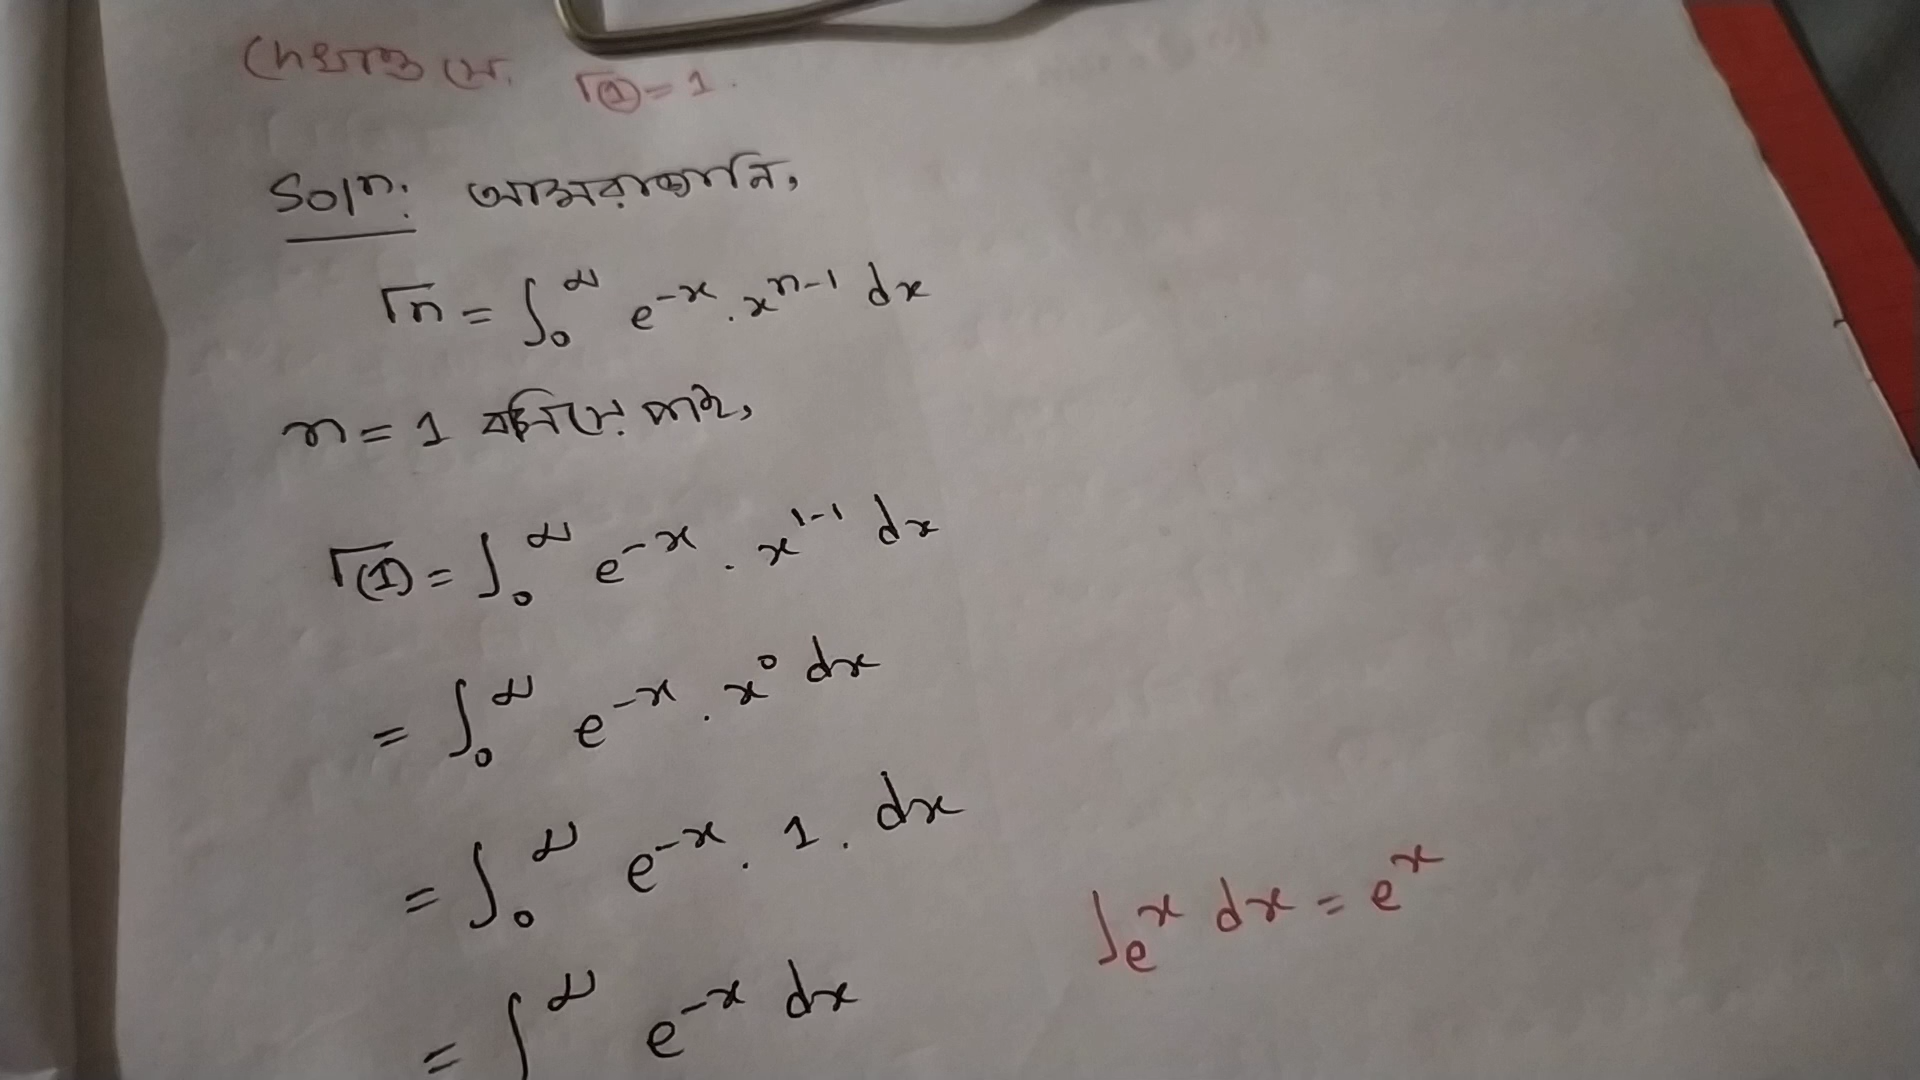 দেখাও যে, Γ(1) = 1.
Soln: আমরা জানি,
Γn = ∫₀^∞ e^-x . x^n-1 dx
n = 1 বসিয়ে পাই,
Γ(1) = ∫₀^∞ e^-x . x^1-1 dx
= ∫₀^∞ e^-x . x^0 dx
= ∫₀^∞ e^-x . 1 . dx
∫e^x dx = e^x
= ∫^∞ e^-x dx